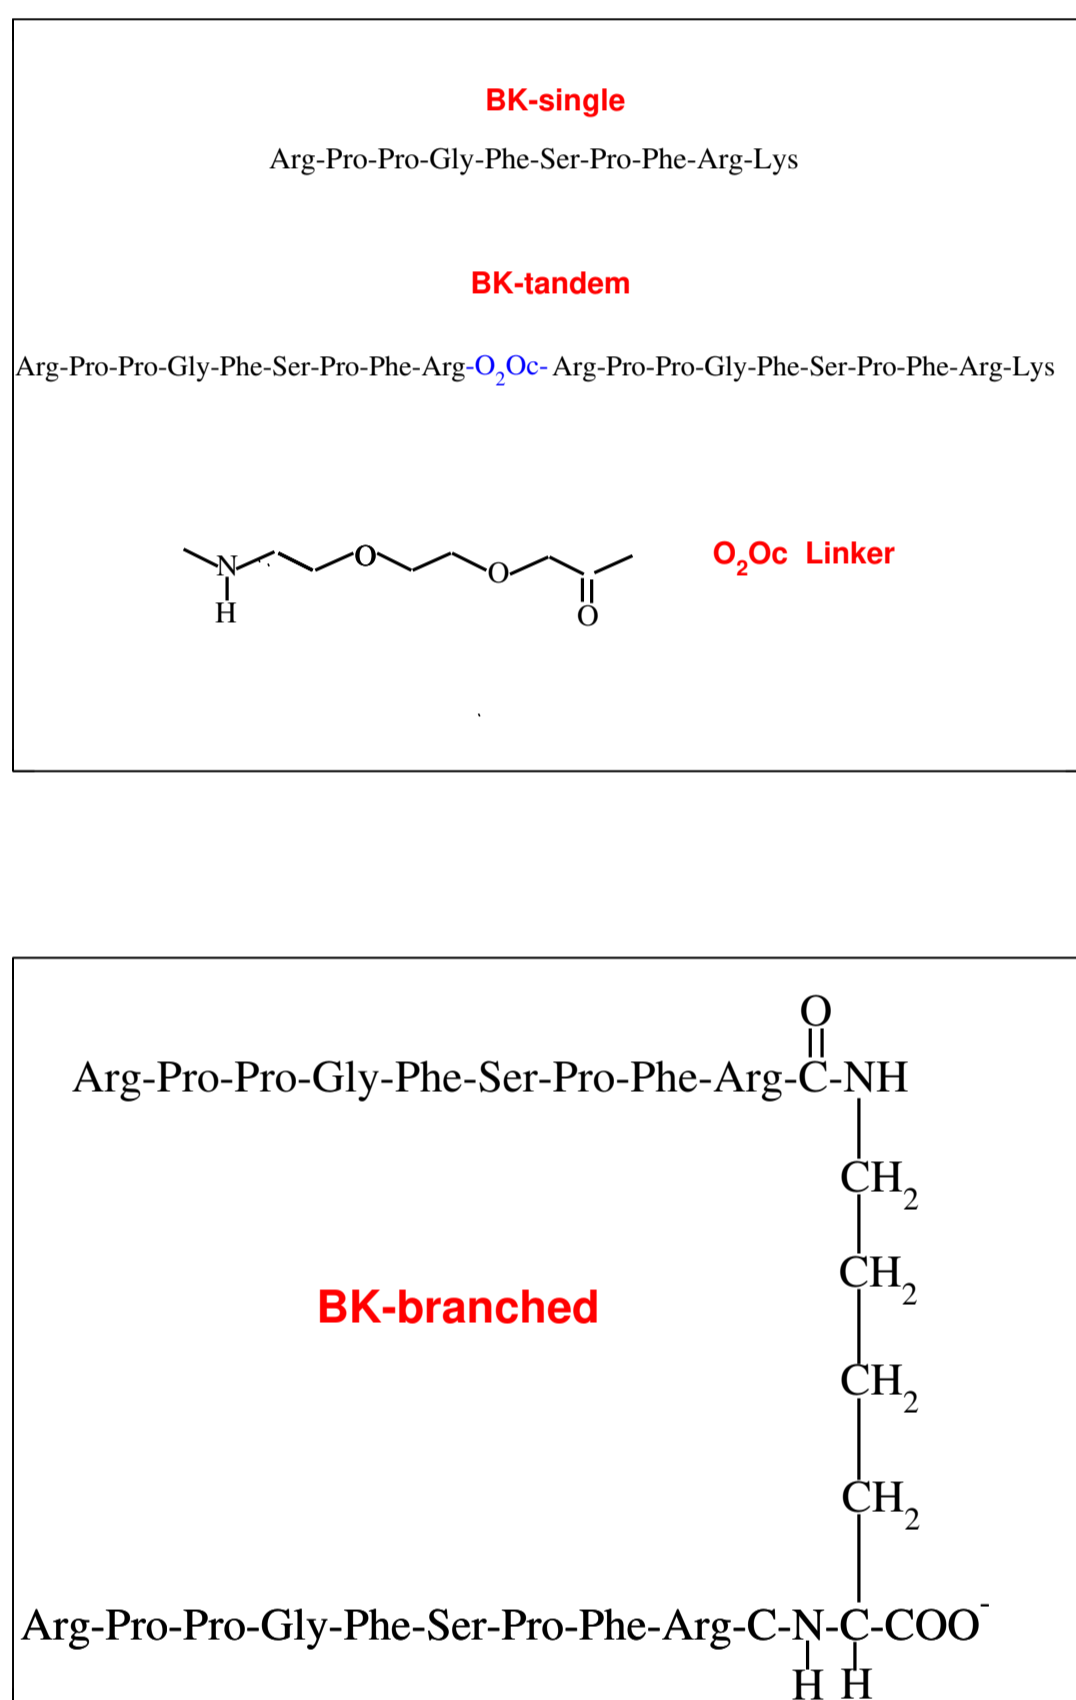 BK-single
Arg-Pro-Pro-Gly-Phe-Ser-Pro-Phe-Arg-Lys
BK-tandem
Arg-Pro-Pro-Gly-Phe-Ser-Pro-Phe-Arg-O₂Oc- Arg-Pro-Pro-Gly-Phe-Ser-Pro-Phe-Arg-Lys
N O O
H O
O₂Oc Linker
O
Arg-Pro-Pro-Gly-Phe-Ser-Pro-Phe-Arg-C-NH
CH₂
CH₂
BK-branched
CH₂
CH₂
Arg-Pro-Pro-Gly-Phe-Ser-Pro-Phe-Arg-C-N-C-COO⁻
H H